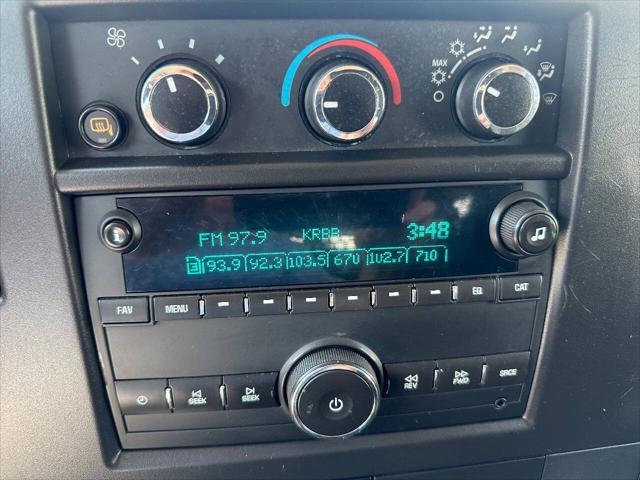 MAX
FM 97.9 KRBB 3:48
3 93.9 92.3 103.5 670 102.7 710
FAV MENU EQ CAT
SEEK SEEK REV FWD SRCE